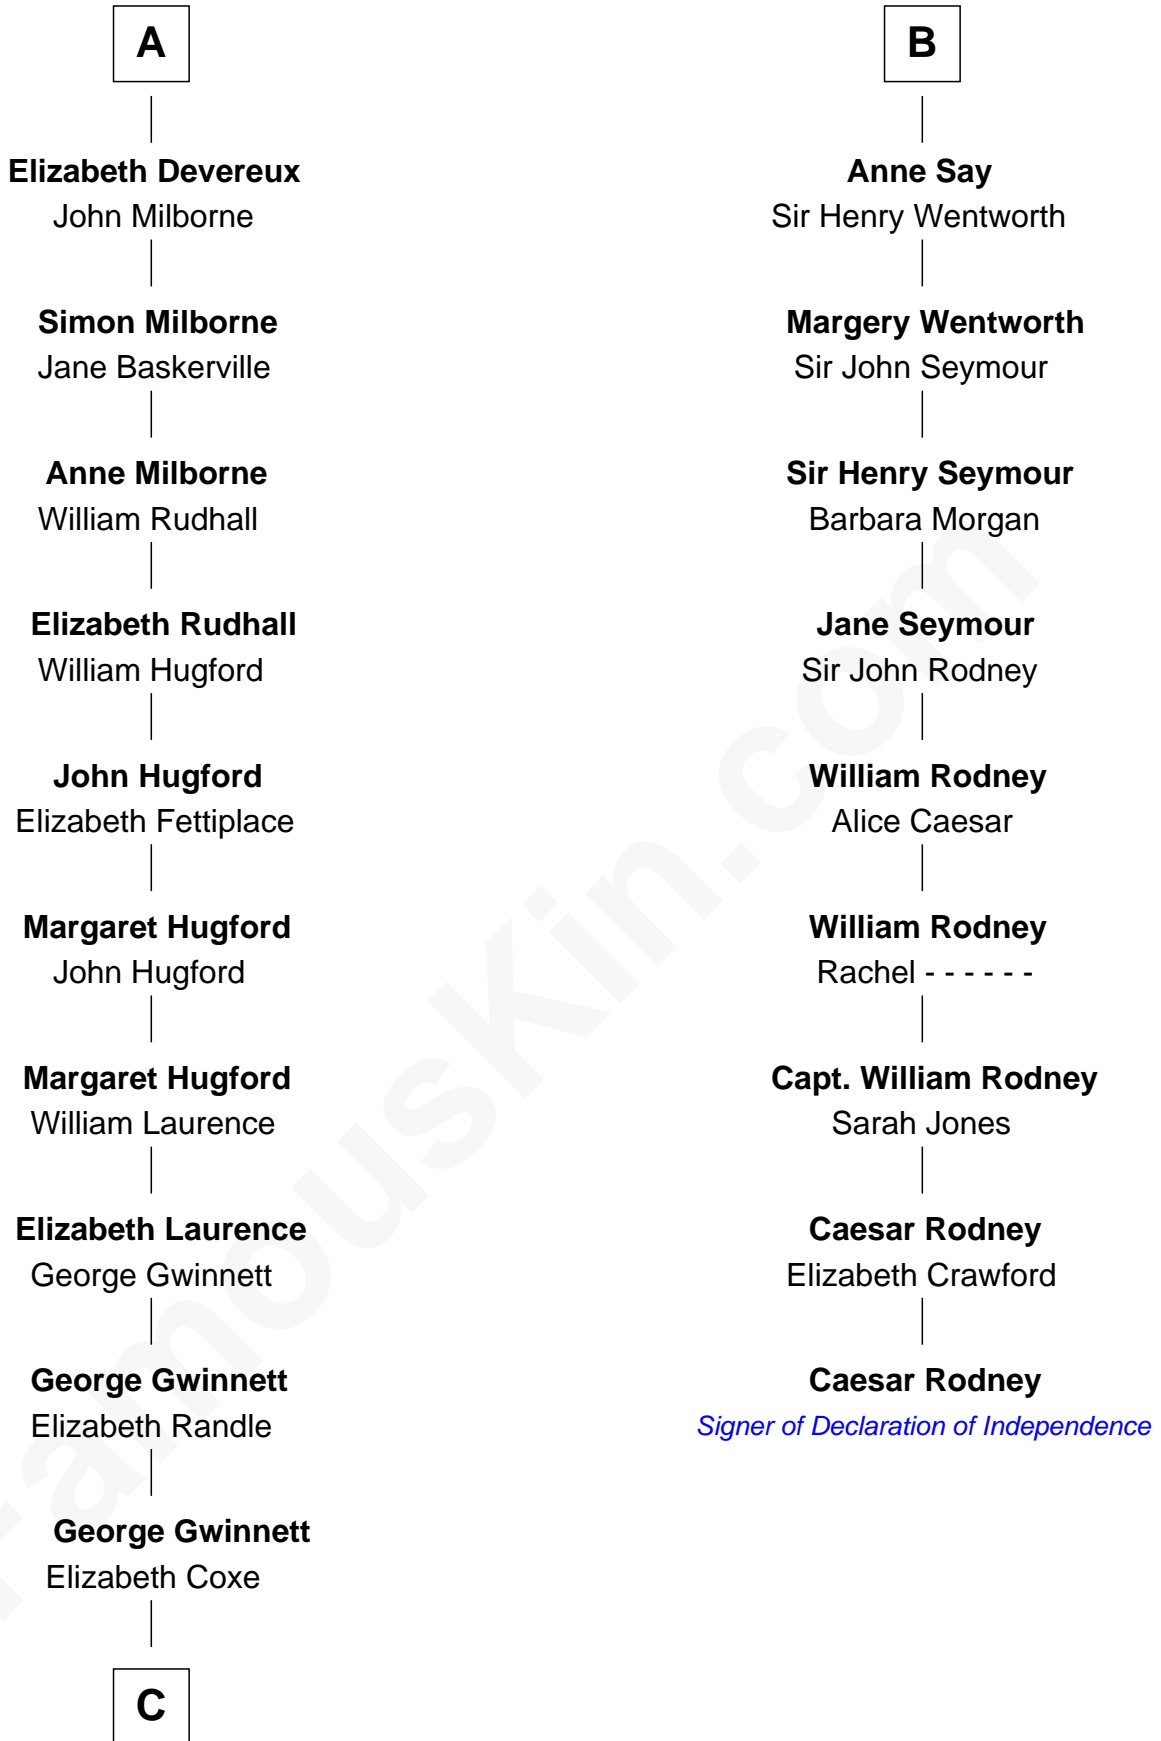 A
Elizabeth Devereux
John Milborne
Simon Milborne
Jane Baskerville
Anne Milborne
William Rudhall
Elizabeth Rudhall
William Hugford
John Hugford
Elizabeth Fettiplace
Margaret Hugford
John Hugford
Margaret Hugford
William Laurence
Elizabeth Laurence
George Gwinnett
George Gwinnett
Elizabeth Randle
George Gwinnett
Elizabeth Coxe
C
B
Anne Say
Sir Henry Wentworth
Margery Wentworth
Sir John Seymour
Sir Henry Seymour
Barbara Morgan
Jane Seymour
Sir John Rodney
William Rodney
Alice Caesar
William Rodney
Rachel - - - - - -
Capt. William Rodney
Sarah Jones
Caesar Rodney
Elizabeth Crawford
Caesar Rodney
Signer of Declaration of Independence
FamousKin.com